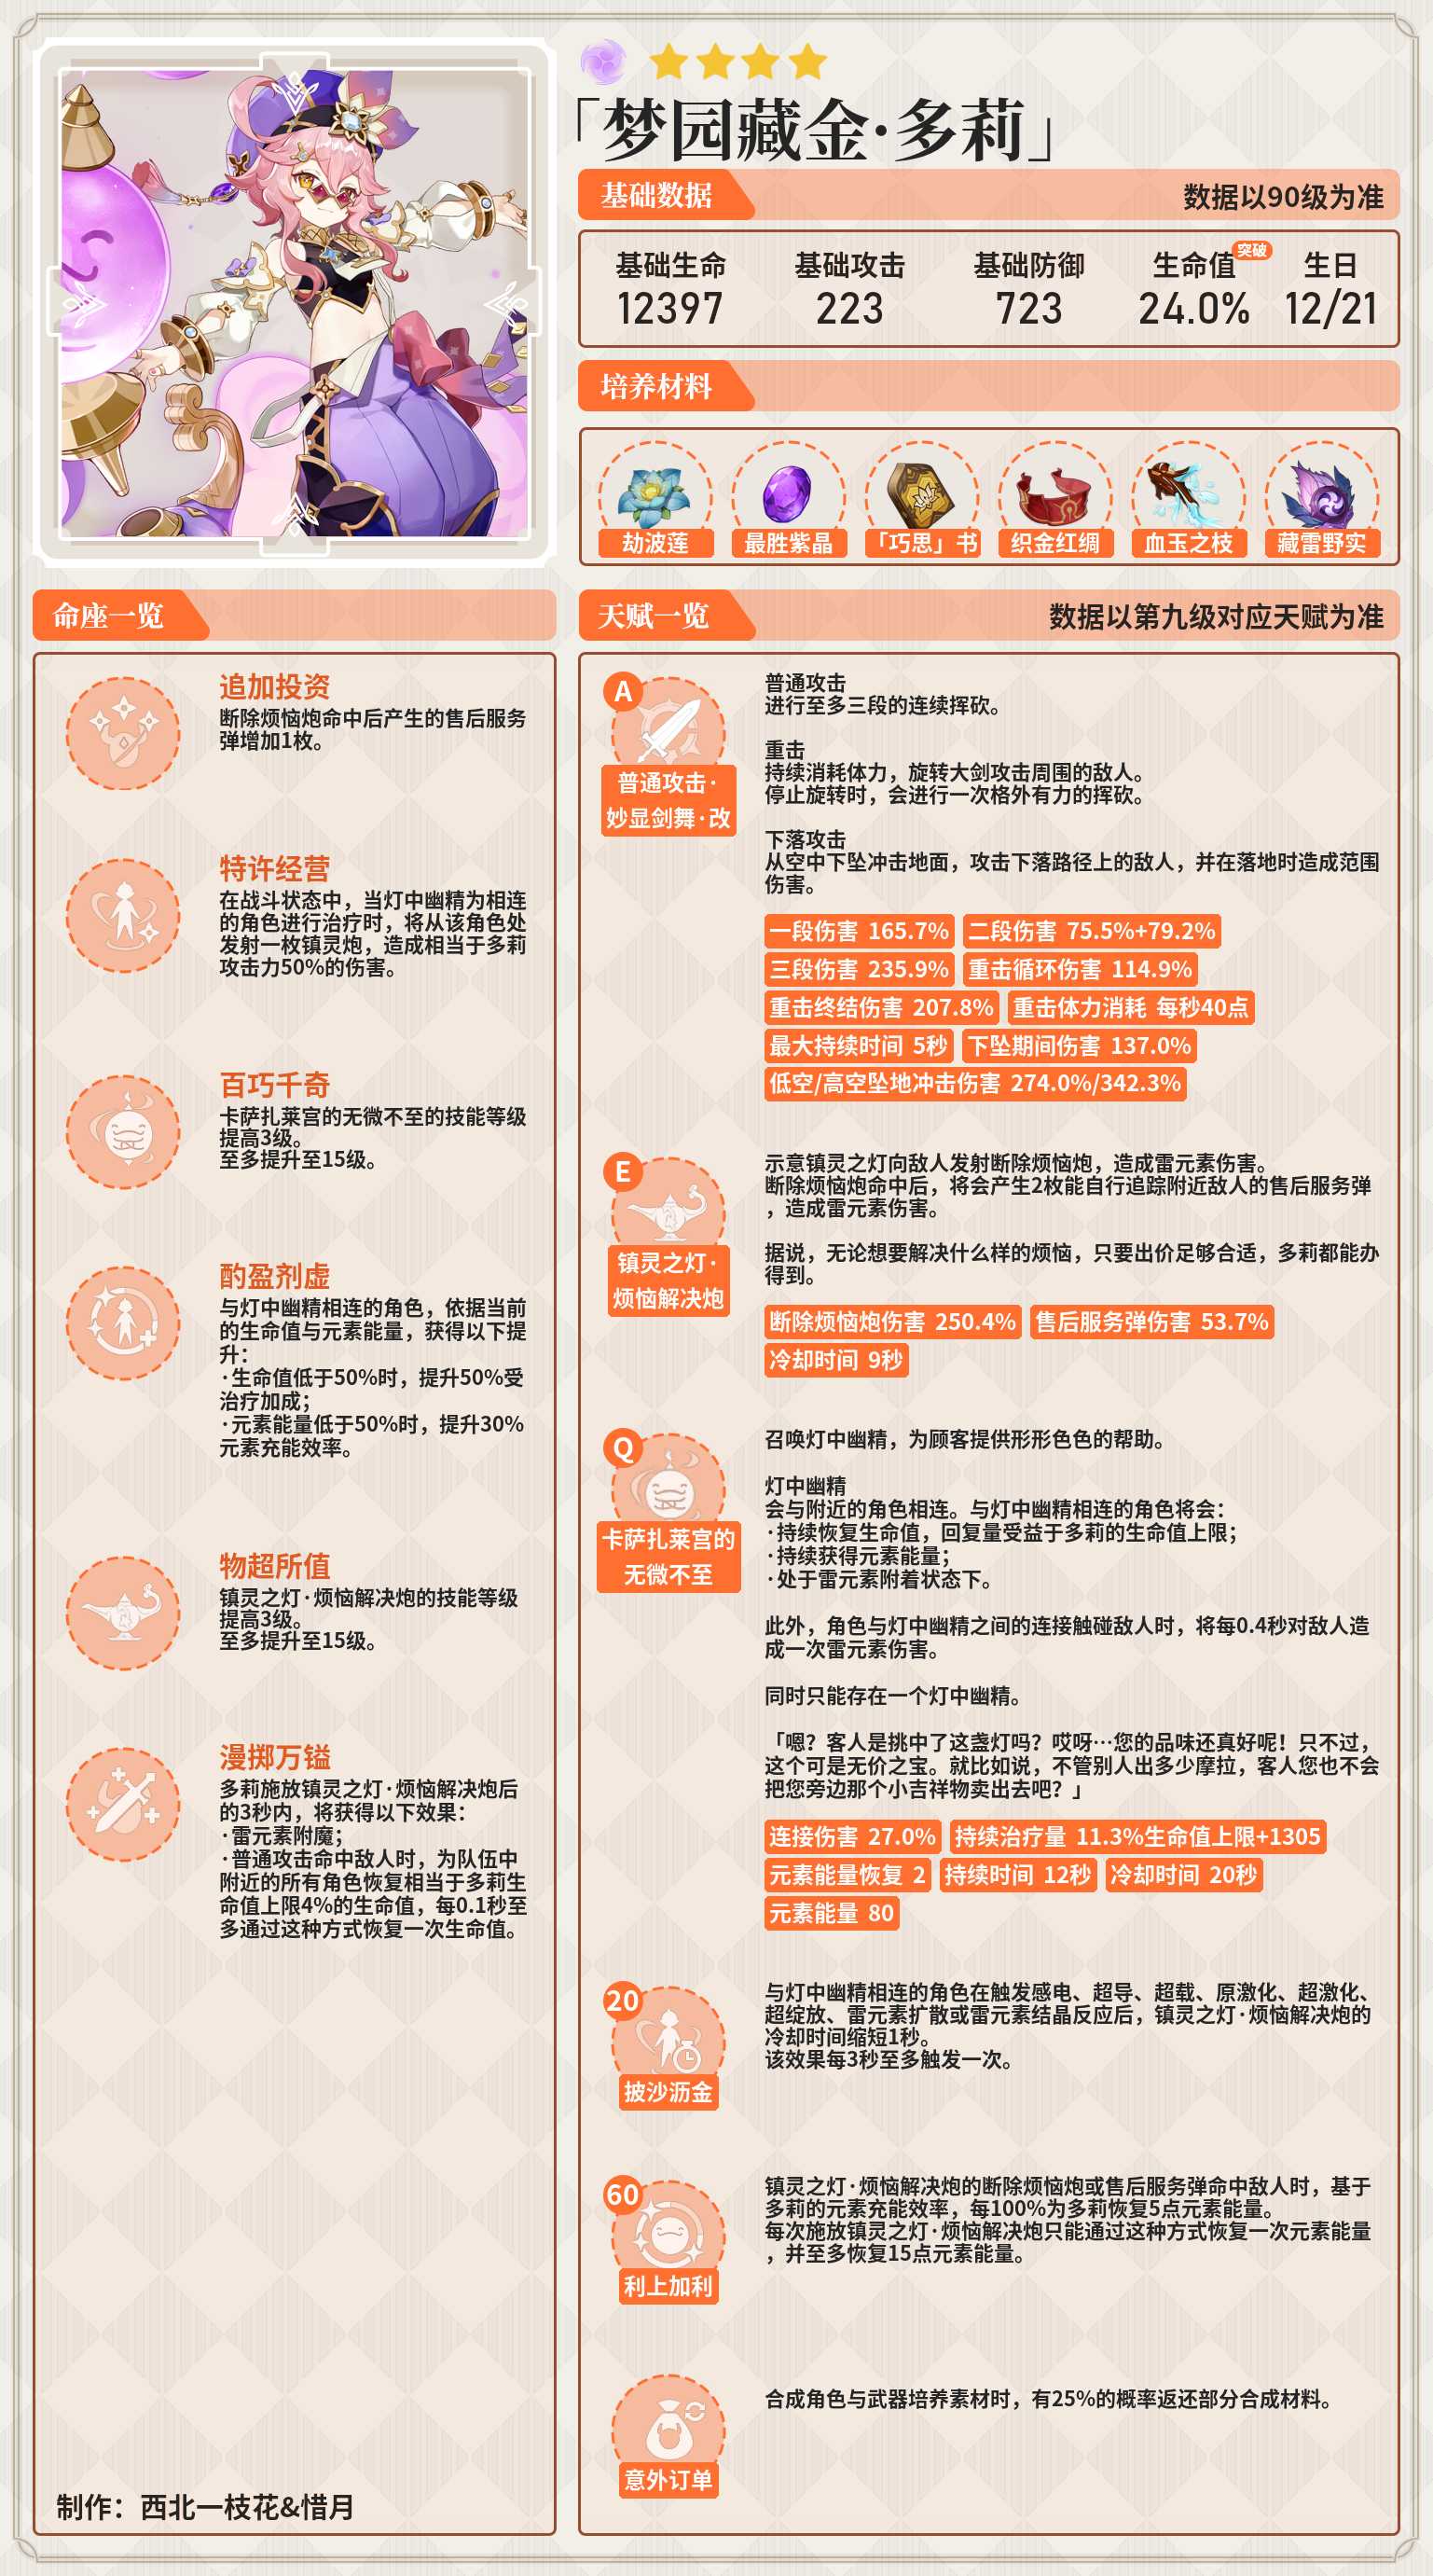 「梦园藏金·多莉」
基础数据
数据以90级为准
基础生命
基础攻击
基础防御
生命值
突破
生日
12397
223
723
24.0%
12/21
培养材料
劫波莲
最胜紫晶
「巧思」书
织金红绸
血玉之枝
藏雷野实
命座一览
追加投资
断除烦恼炮命中后产生的售后服务
弹增加1枚。
特许经营
在战斗状态中，当灯中幽精为相连
的角色进行治疗时，将从该角色处
发射一枚镇灵炮，造成相当于多莉
攻击力50%的伤害。
百巧千奇
卡萨扎莱宫的无微不至的技能等级
提高3级。
至多提升至15级。
酌盈剂虚
与灯中幽精相连的角色，依据当前
的生命值与元素能量，获得以下提
升：
·生命值低于50%时，提升50%受
治疗加成；
·元素能量低于50%时，提升30%
元素充能效率。
物超所值
镇灵之灯·烦恼解决炮的技能等级
提高3级。
至多提升至15级。
漫掷万镒
多莉施放镇灵之灯·烦恼解决炮后
的3秒内，将获得以下效果：
·雷元素附魔；
·普通攻击命中敌人时，为队伍中
附近的所有角色恢复相当于多莉生
命值上限4%的生命值，每0.1秒至
多通过这种方式恢复一次生命值。
制作：西北一枝花&惜月
天赋一览
数据以第九级对应天赋为准
A
普通攻击·
妙显剑舞·改
普通攻击
进行至多三段的连续挥砍。
重击
持续消耗体力，旋转大剑攻击周围的敌人。
停止旋转时，会进行一次格外有力的挥砍。
下落攻击
从空中下坠冲击地面，攻击下落路径上的敌人，并在落地时造成范围
伤害。
一段伤害 165.7% 二段伤害 75.5%+79.2%
三段伤害 235.9% 重击循环伤害 114.9%
重击终结伤害 207.8% 重击体力消耗 每秒40点
最大持续时间 5秒 下坠期间伤害 137.0%
低空/高空坠地冲击伤害 274.0%/342.3%
E
镇灵之灯·
烦恼解决炮
示意镇灵之灯向敌人发射断除烦恼炮，造成雷元素伤害。
断除烦恼炮命中后，将会产生2枚能自行追踪附近敌人的售后服务弹
，造成雷元素伤害。
据说，无论想要解决什么样的烦恼，只要出价足够合适，多莉都能办
得到。
断除烦恼炮伤害 250.4% 售后服务弹伤害 53.7%
冷却时间 9秒
Q
卡萨扎莱宫的
无微不至
召唤灯中幽精，为顾客提供形形色色的帮助。
灯中幽精
会与附近的角色相连。与灯中幽精相连的角色将会：
·持续恢复生命值，回复量受益于多莉的生命值上限；
·持续获得元素能量；
·处于雷元素附着状态下。
此外，角色与灯中幽精之间的连接触碰敌人时，将每0.4秒对敌人造
成一次雷元素伤害。
同时只能存在一个灯中幽精。
「嗯？客人是挑中了这盏灯吗？哎呀…您的品味还真好呢！只不过，
这个可是无价之宝。就比如说，不管别人出多少摩拉，客人您也不会
把您旁边那个小吉祥物卖出去吧？」
连接伤害 27.0% 持续治疗量 11.3%生命值上限+1305
元素能量恢复 2 持续时间 12秒 冷却时间 20秒
元素能量 80
20
披沙沥金
与灯中幽精相连的角色在触发感电、超导、超载、原激化、超激化、
超绽放、雷元素扩散或雷元素结晶反应后，镇灵之灯·烦恼解决炮的
冷却时间缩短1秒。
该效果每3秒至多触发一次。
60
利上加利
镇灵之灯·烦恼解决炮的断除烦恼炮或售后服务弹命中敌人时，基于
多莉的元素充能效率，每100%为多莉恢复5点元素能量。
每次施放镇灵之灯·烦恼解决炮只能通过这种方式恢复一次元素能量
，并至多恢复15点元素能量。
意外订单
合成角色与武器培养素材时，有25%的概率返还部分合成材料。